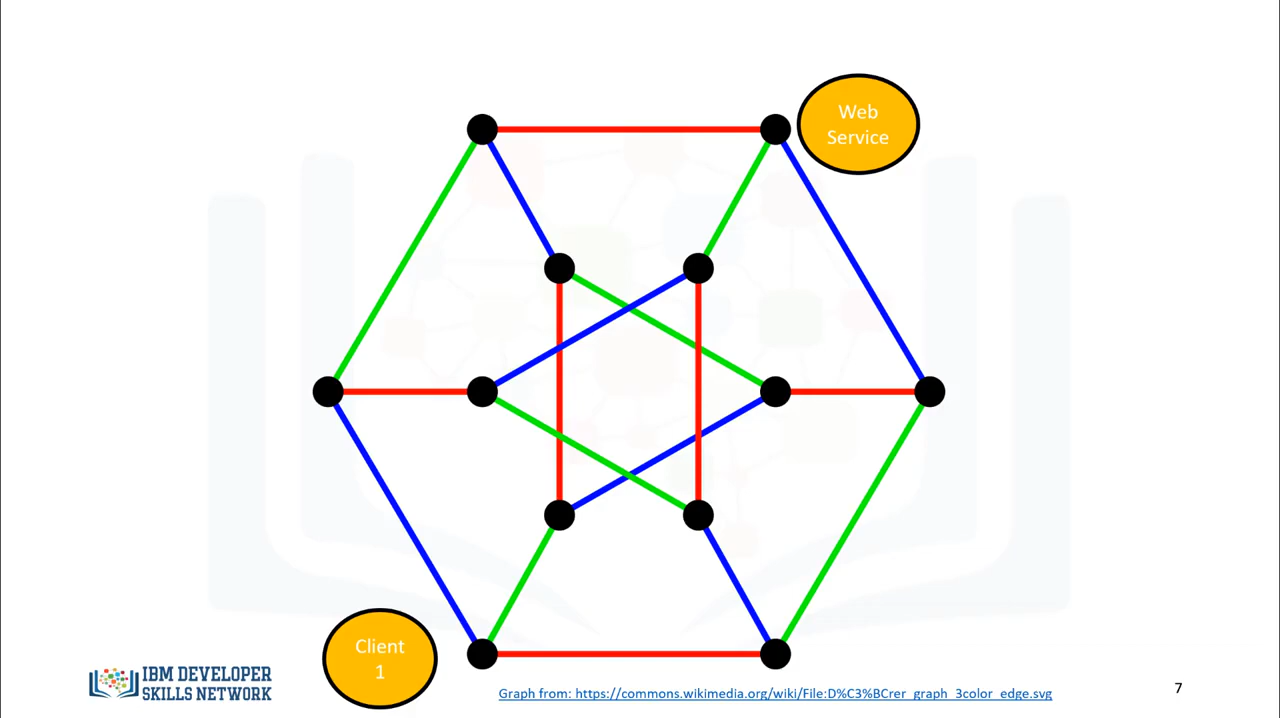 Web
Service
Client
1
IBM DEVELOPER
SKILLS NETWORK
Graph from: https://commons.wikimedia.org/wiki/File:D%C3%BCrer_graph_3color_edge.svg
7